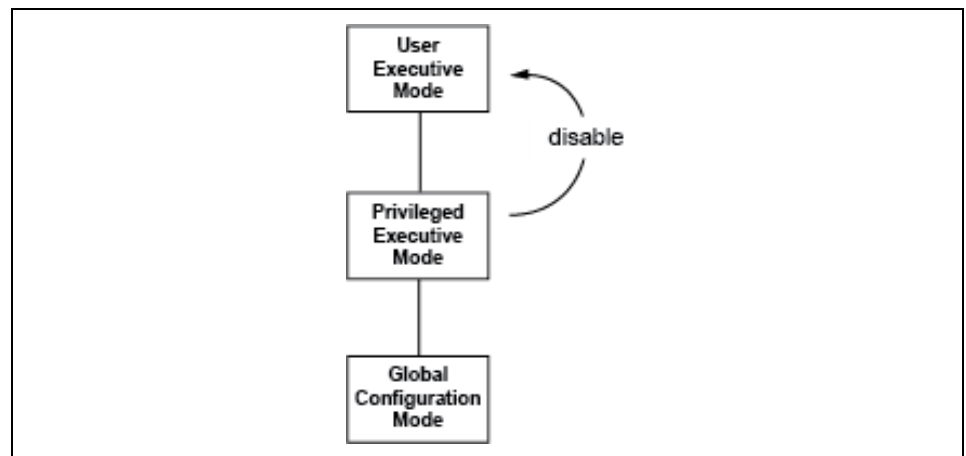 User
Executive
Mode
disable
Privileged
Executive
Mode
Global
Configuration
Mode